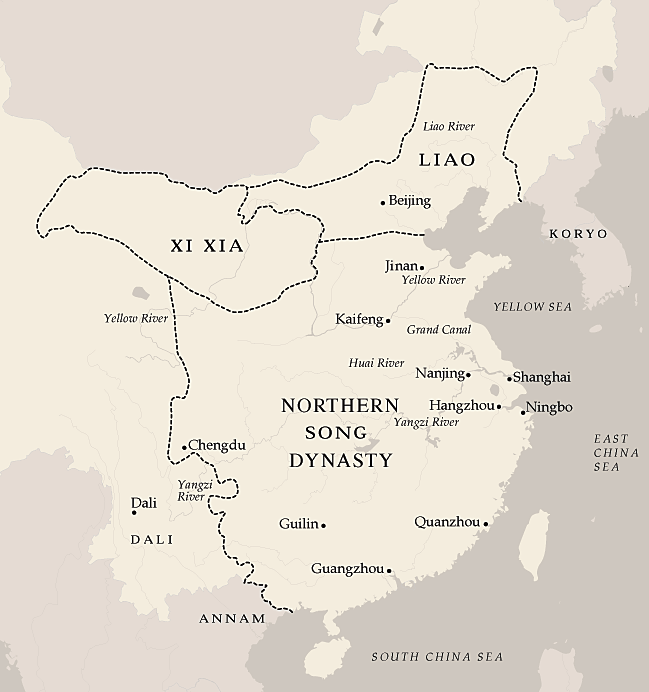 Liao River
LIAO
Beijing
KORYO
XI XIA
Jinan
Yellow River
YELLOW SEA
Yellow River
Kaifeng
Grand Canal
Huai River
Nanjing
Shanghai
NORTHERN
SONG
DYNASTY
Hangzhou
Ningbo
Yangzi River
EAST
CHINA
SEA
Chengdu
Yangzi
River
Dali
DALI
Guilin
Quanzhou
Guangzhou
ANNAM
SOUTH CHINA SEA